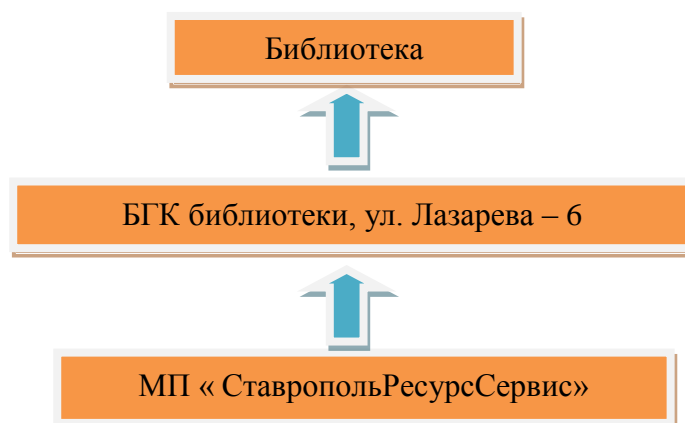 Библиотека
БГК библиотеки, ул. Лазарева – 6
МП « СтавропольРесурсСервис»